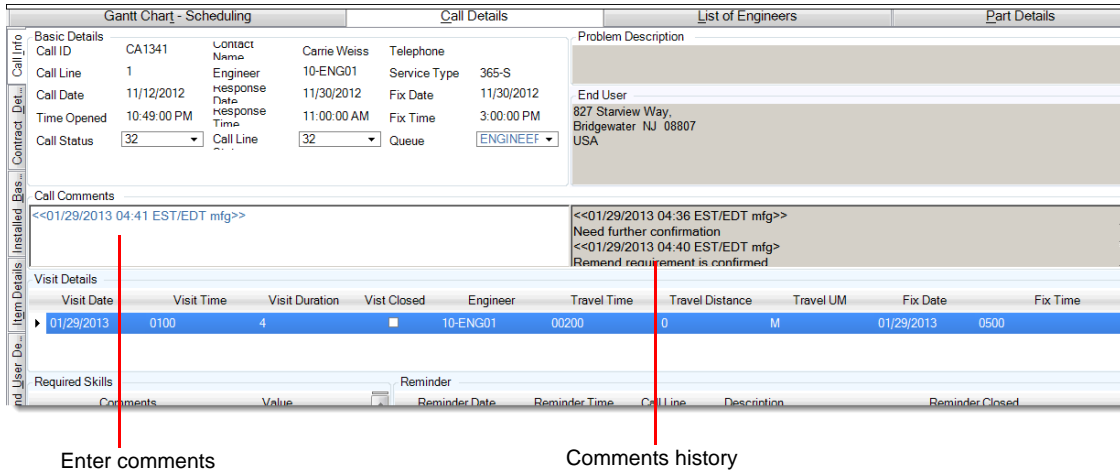 Gantt Chart - Scheduling Call Details List of Engineers Part Details
Call Info
Contract Det...
Installed Bas..
Item Details
nd User De...
Basic Details
Call ID CA1341 Contact Name Carrie Weiss Telephone
Call Line 1 Engineer 10-ENG01 Service Type 365-S
Call Date 11/12/2012 Response Date 11/30/2012 Fix Date 11/30/2012
Time Opened 10:49:00 PM Response Time 11:00:00 AM Fix Time 3:00:00 PM
Call Status 32 Call Line 32 Queue ENGINEEF
Problem Description
End User
827 Starview Way,
Bridgewater NJ 08807
USA
Call Comments
<<01/29/2013 04:41 EST/EDT mfg>>
<<01/29/2013 04:36 EST/EDT mfg>>
Need further confirmation
<<01/29/2013 04:40 EST/EDT mfg>
Remend requirement is confirmed
Visit Details
Visit Date Visit Time Visit Duration Vist Closed Engineer Travel Time Travel Distance Travel UM Fix Date Fix Time
01/29/2013 0100 4 10-ENG01 00200 0 M 01/29/2013 0500
Required Skills Reminder
Comments Value Reminder Date Reminder Time Call Line Description Reminder Closed
Enter comments Comments history